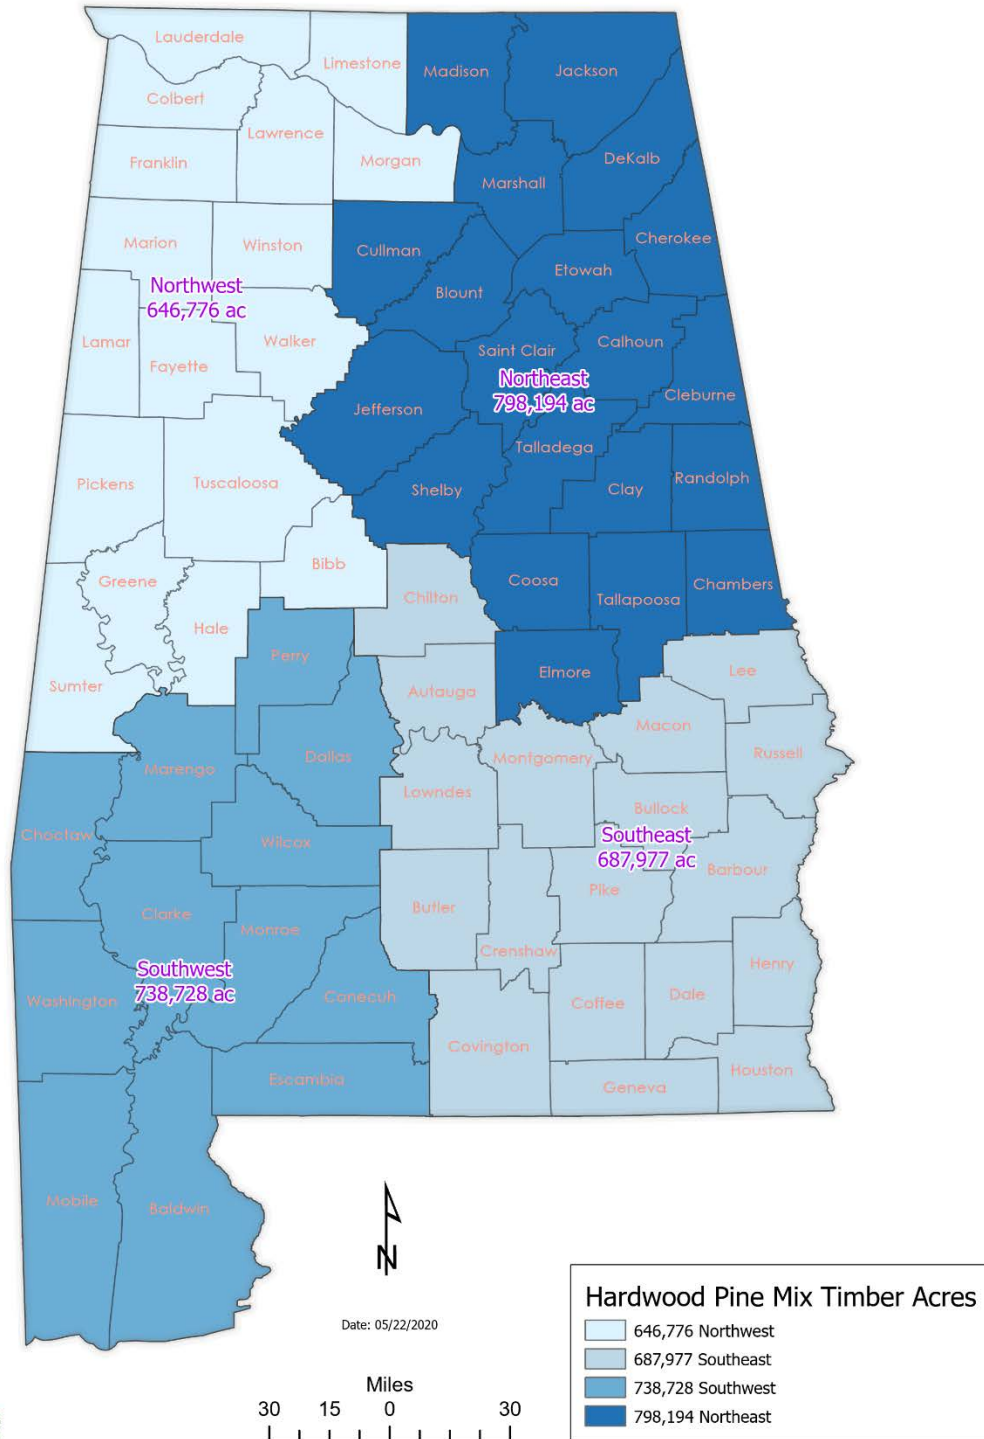 Lauderdale
Limestone
Madison
Jackson
Colbert
Lawrence
Franklin
Morgan
DeKalb
Marshall
Marion
Winston
Cullman
Cherokee
Etowah
Blount
Northwest
646,776 ac
Lamar
Fayette
Walker
Saint Clair
Calhoun
Northeast
798,194 ac
Cleburne
Jefferson
Talladega
Pickens
Tuscaloosa
Shelby
Clay
Randolph
Bibb
Greene
Coosa
Chambers
Chilton
Tallapoosa
Hale
Perry
Elmore
Lee
Sumter
Autauga
Macon
Dallas
Montgomery
Russell
Marengo
Lowndes
Bullock
Choctaw
Wilcox
Southeast
687,977 ac
Barbour
Clarke
Butler
Pike
Monroe
Crenshaw
Henry
Southwest
738,728 ac
Washington
Conecuh
Coffee
Dale
Covington
Escambia
Geneva
Houston
Mobile
Baldwin
N
Date: 05/22/2020
Miles
30 15 0 30
Hardwood Pine Mix Timber Acres
646,776 Northwest
687,977 Southeast
738,728 Southwest
798,194 Northeast